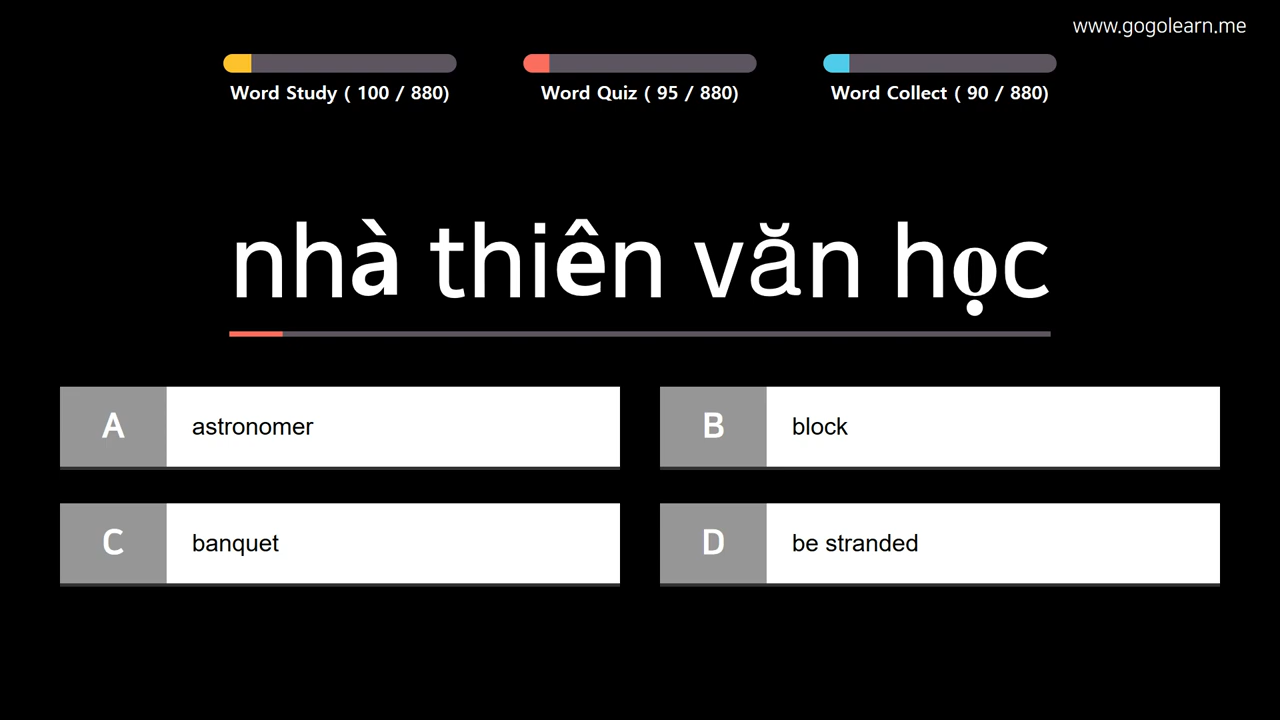 www.gogolearn.me
Word Study ( 100 / 880)
Word Quiz ( 95 / 880)
Word Collect ( 90 / 880)
nhà thiên văn học
A astronomer
B block
C banquet
D be stranded